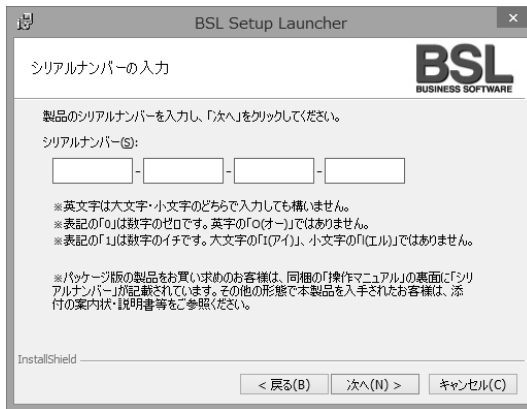 BSL Setup Launcher
シリアルナンバーの入力
BSL
BUSINESS SOFTWARE
製品のシリアルナンバーを入力し、「次へ」をクリックしてください。
シリアルナンバー(S):
- - -
※英文字は大文字・小文字のどちらで入力しても構いません。
※表記の「0」は数字のゼロです。英字の「O(オー)」ではありません。
※表記の「1」は数字のイチです。大文字の「I(アイ)」、小文字の「l(エル)」ではありません。
※パッケージ版の製品をお買い求めのお客様は、同梱の「操作マニュアル」の裏面に「シリ
アルナンバー」が記載されています。その他の形態で本製品を入手されたお客様は、添
付の案内状・説明書等をご参照ください。
InstallShield
< 戻る(B) 次へ(N) > キャンセル(C)